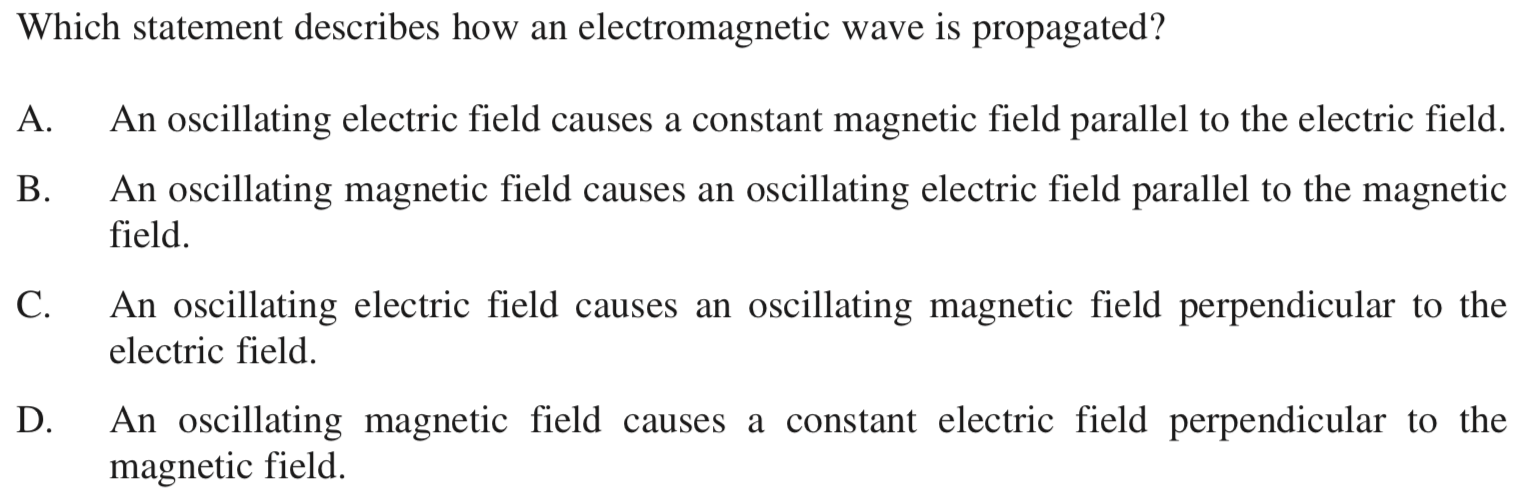 Which statement describes how an electromagnetic wave is propagated?
A. An oscillating electric field causes a constant magnetic field parallel to the electric field.
B. An oscillating magnetic field causes an oscillating electric field parallel to the magnetic
field.
C. An oscillating electric field causes an oscillating magnetic field perpendicular to the
electric field.
D. An oscillating magnetic field causes a constant electric field perpendicular to the
magnetic field.